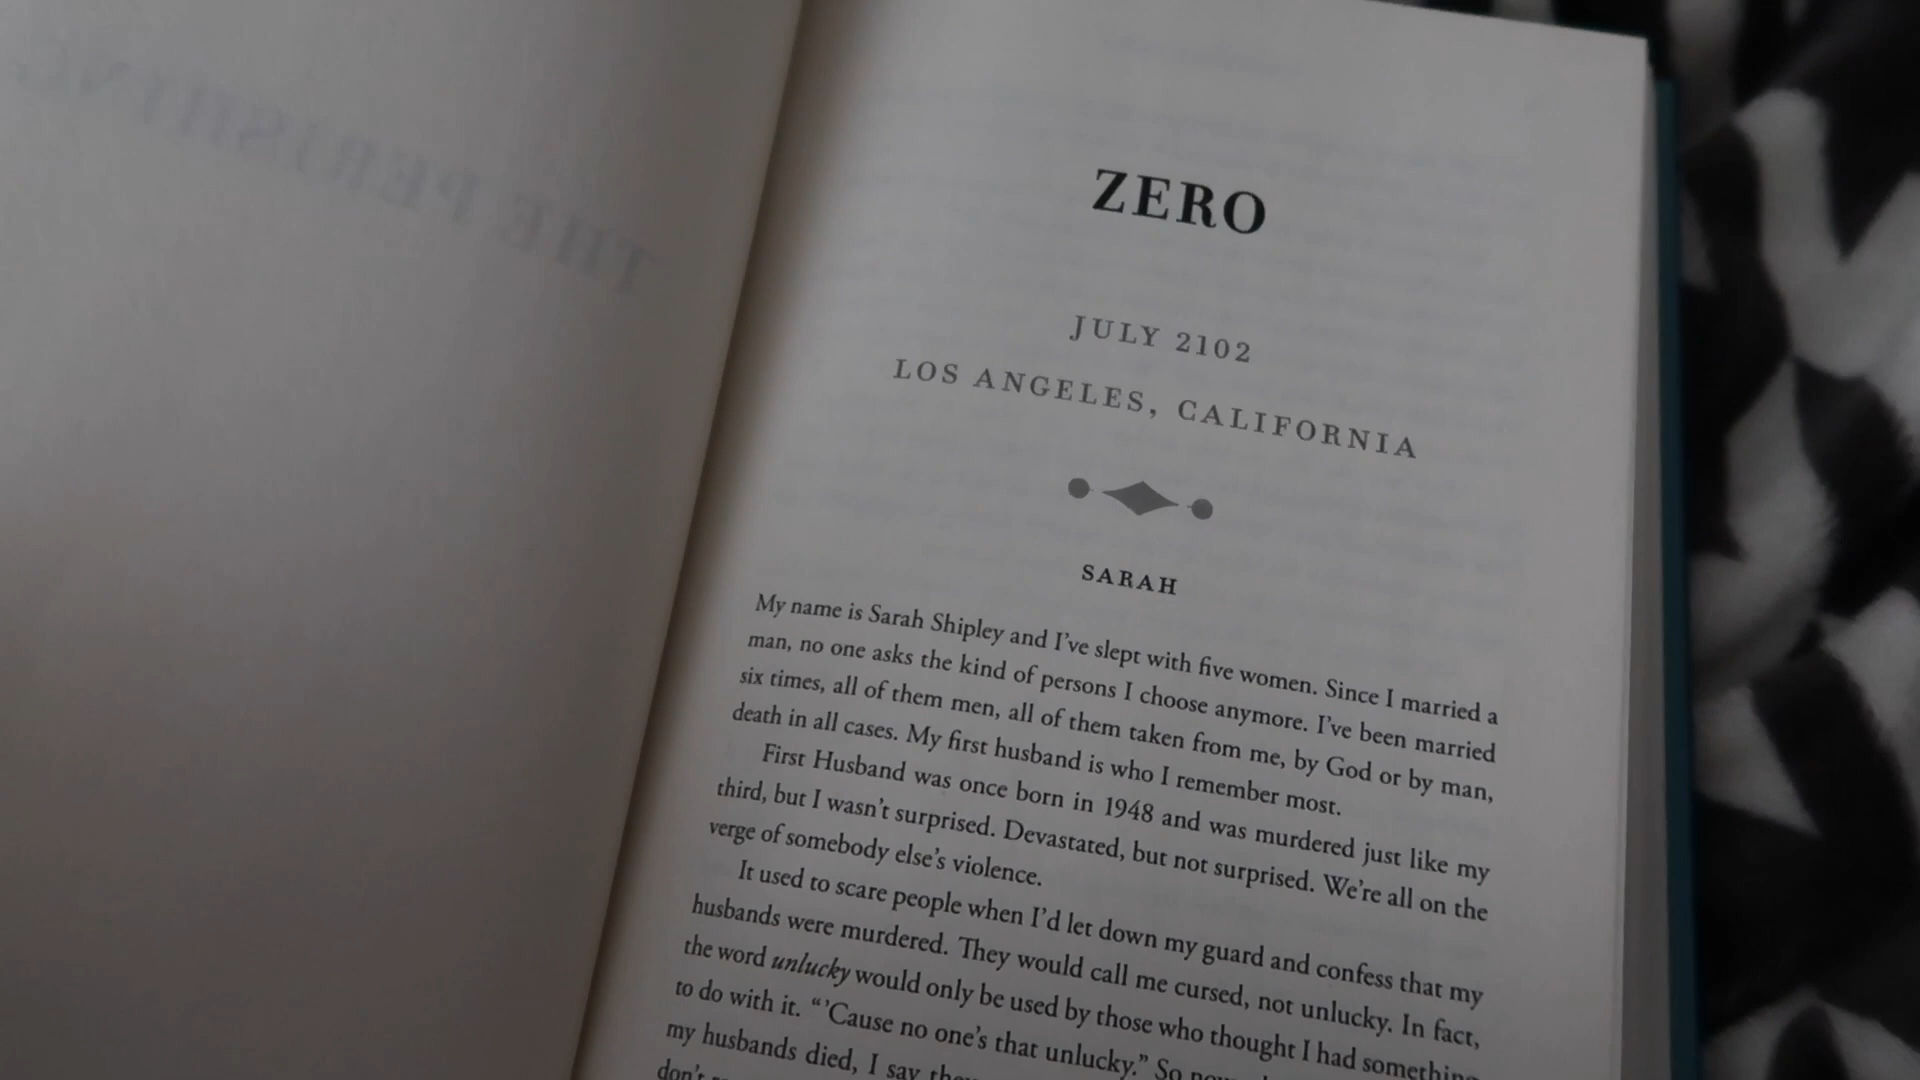 THE PERISHING
ZERO
JULY 2102
LOS ANGELES, CALIFORNIA
SARAH
My name is Sarah Shipley and I've slept with five women. Since I married a
man, no one asks the kind of persons I choose anymore. I've been married
six times, all of them men, all of them taken from me, by God or by man,
death in all cases. My first husband is who I remember most.
First Husband was once born in 1948 and was murdered just like my
third, but I wasn't surprised. Devastated, but not surprised. We're all on the
verge of somebody else's violence.
It used to scare people when I'd let down my guard and confess that my
husbands were murdered. They would call me cursed, not unlucky. In fact,
the word unlucky would only be used by those who thought I had something
to do with it. “’Cause no one's that unlucky.” So
my husbands died, I say
don't